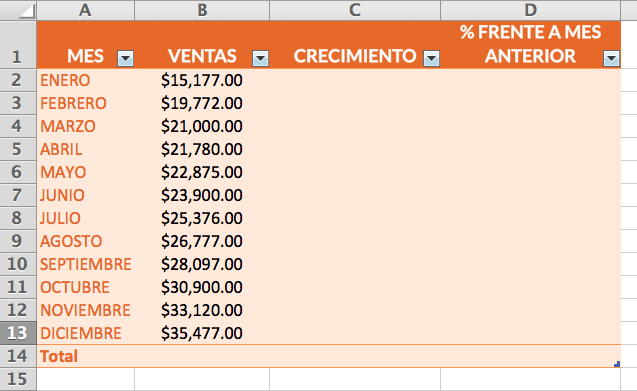 A B C D
1 MES VENTAS CRECIMIENTO % FRENTE A MES ANTERIOR
2 ENERO $15,177.00
3 FEBRERO $19,772.00
4 MARZO $21,000.00
5 ABRIL $21,780.00
6 MAYO $22,875.00
7 JUNIO $23,900.00
8 JULIO $25,376.00
9 AGOSTO $26,777.00
10 SEPTIEMBRE $28,097.00
11 OCTUBRE $30,900.00
12 NOVIEMBRE $33,120.00
13 DICIEMBRE $35,477.00
14 Total
15